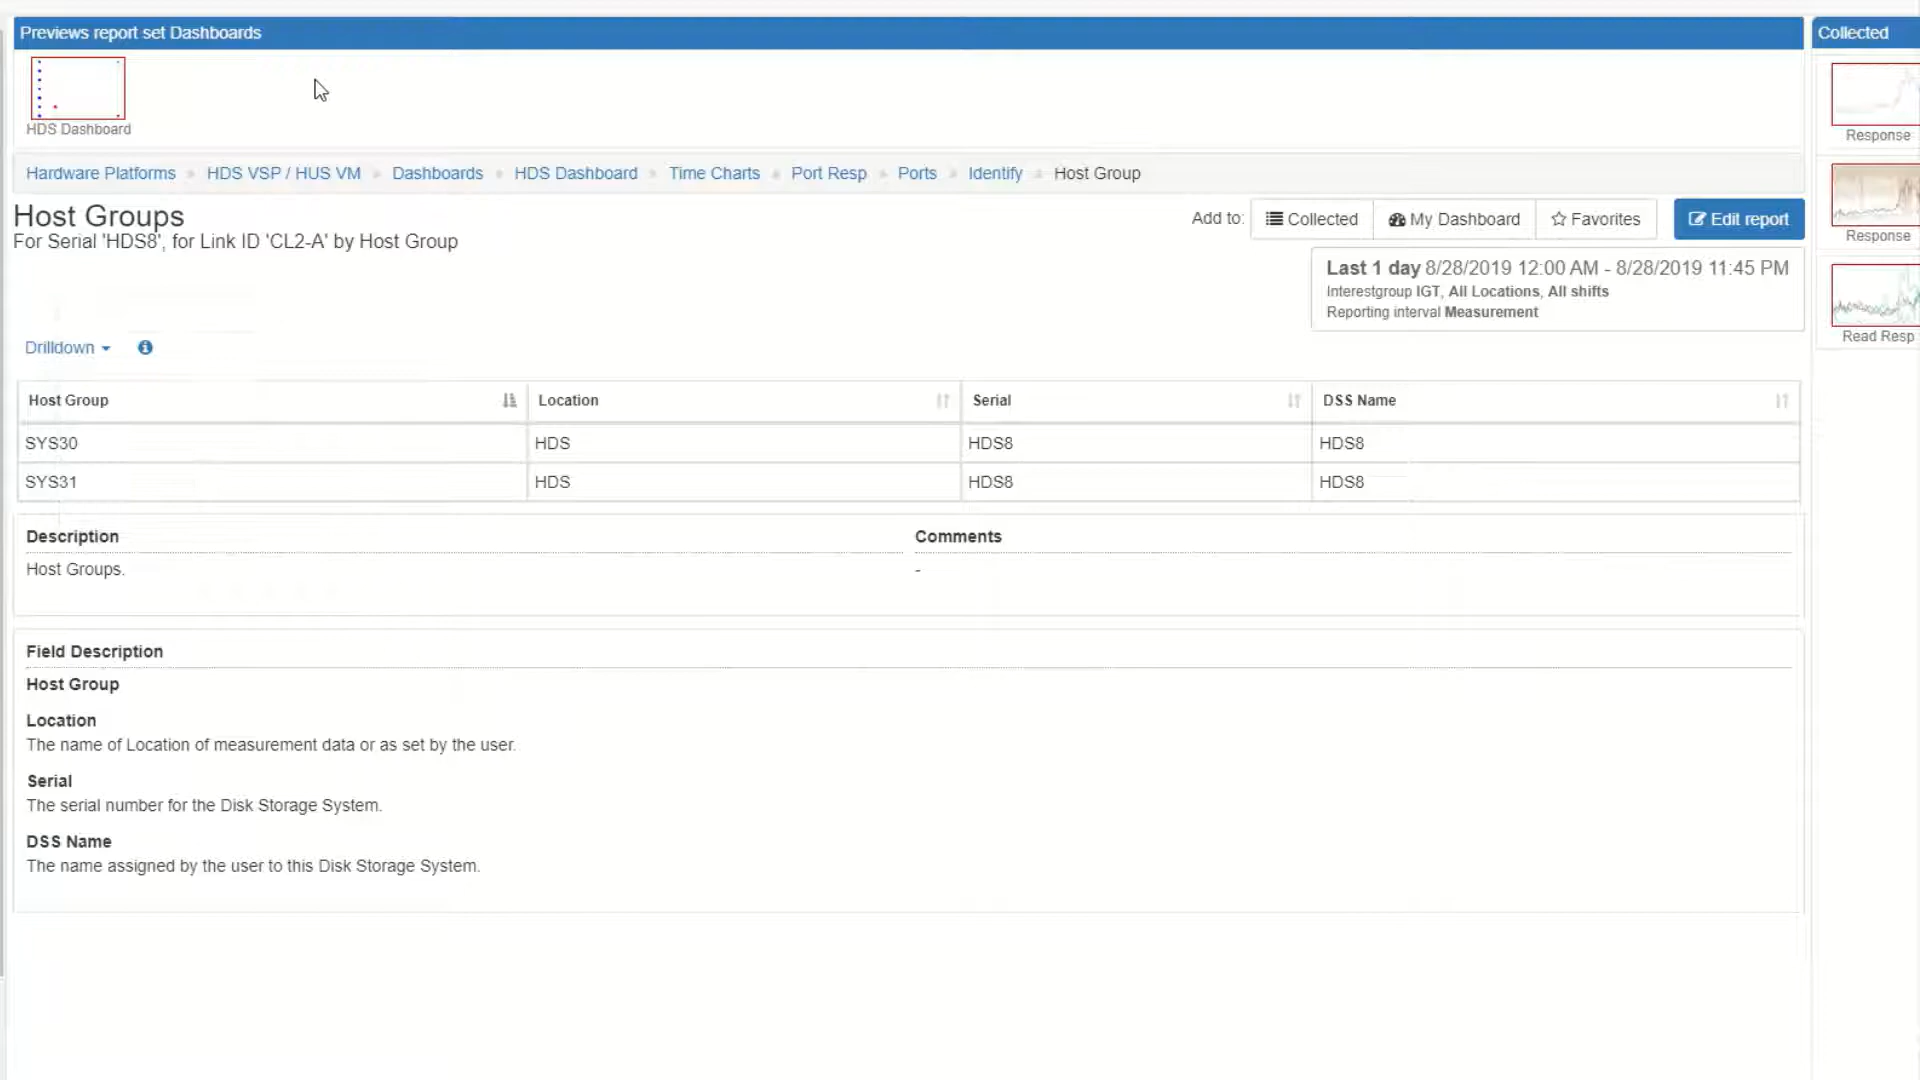 Previews report set Dashboards
HDS Dashboard
Hardware Platforms HDS VSP / HUS VM Dashboards HDS Dashboard Time Charts Port Resp Ports Identify Host Group
Host Groups
For Serial 'HDS8', for Link ID 'CL2-A' by Host Group
Add to: Collected My Dashboard Favorites Edit report
Last 1 day 8/28/2019 12:00 AM - 8/28/2019 11:45 PM
Interestgroup IGT, All Locations, All shifts
Reporting interval Measurement
Drilldown
Host Group Location Serial DSS Name
SYS30 HDS HDS8 HDS8
SYS31 HDS HDS8 HDS8
Description
Host Groups.
Comments
-
Field Description
Host Group
Location
The name of Location of measurement data or as set by the user.
Serial
The serial number for the Disk Storage System.
DSS Name
The name assigned by the user to this Disk Storage System.
Collected
Response
Response
Read Resp